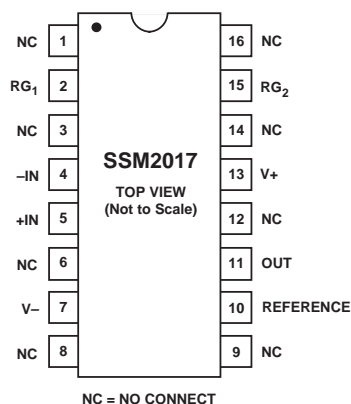 NC 1 16 NC
RG1 2 15 RG2
NC 3 14 NC
SSM2017
–IN 4 13 V+
TOP VIEW
(Not to Scale)
+IN 5 12 NC
NC 6 11 OUT
V– 7 10 REFERENCE
NC 8 9 NC
NC = NO CONNECT